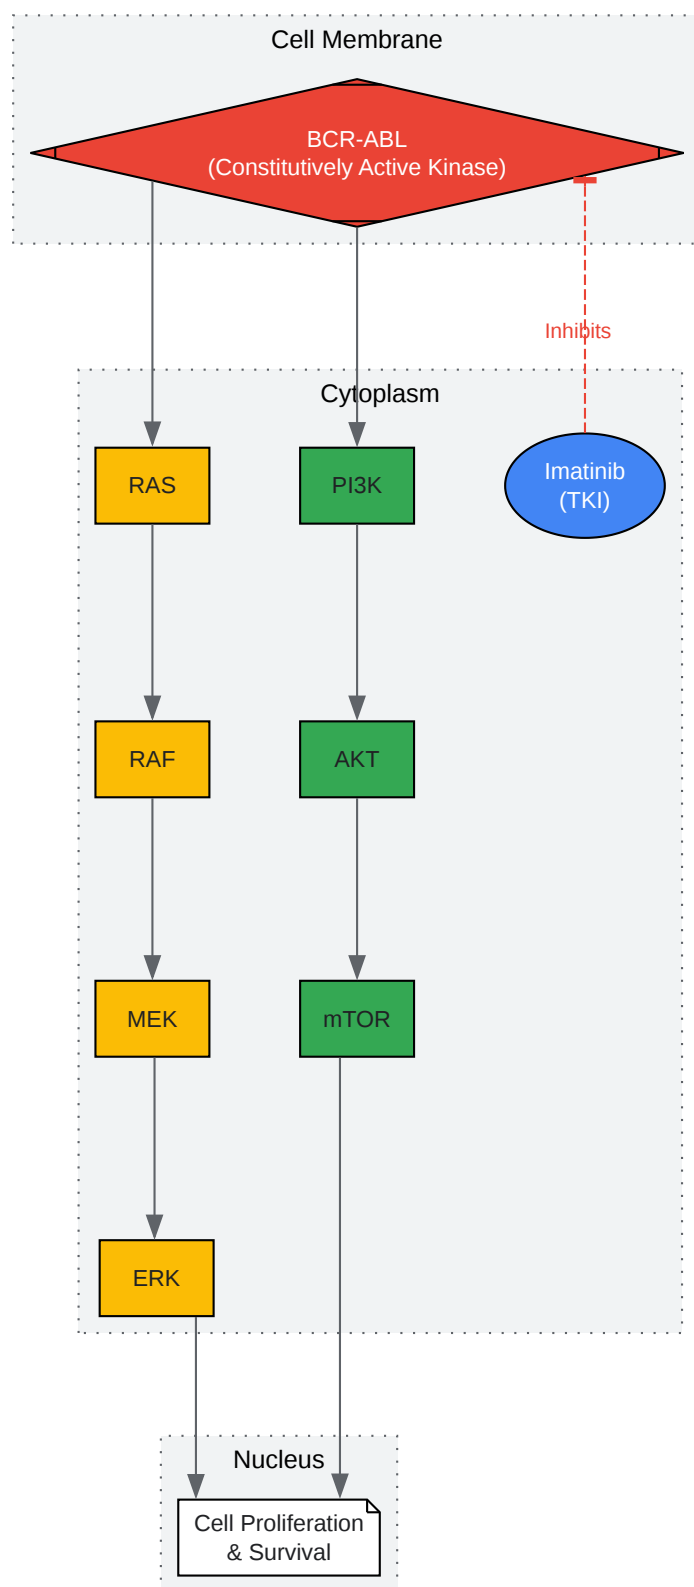 Cell Membrane
BCR-ABL
(Constitutively Active Kinase)
Inhibits
Cytoplasm
RAS
PI3K
Imatinib
(TKI)
RAF
AKT
MEK
mTOR
ERK
Nucleus
Cell Proliferation
& Survival